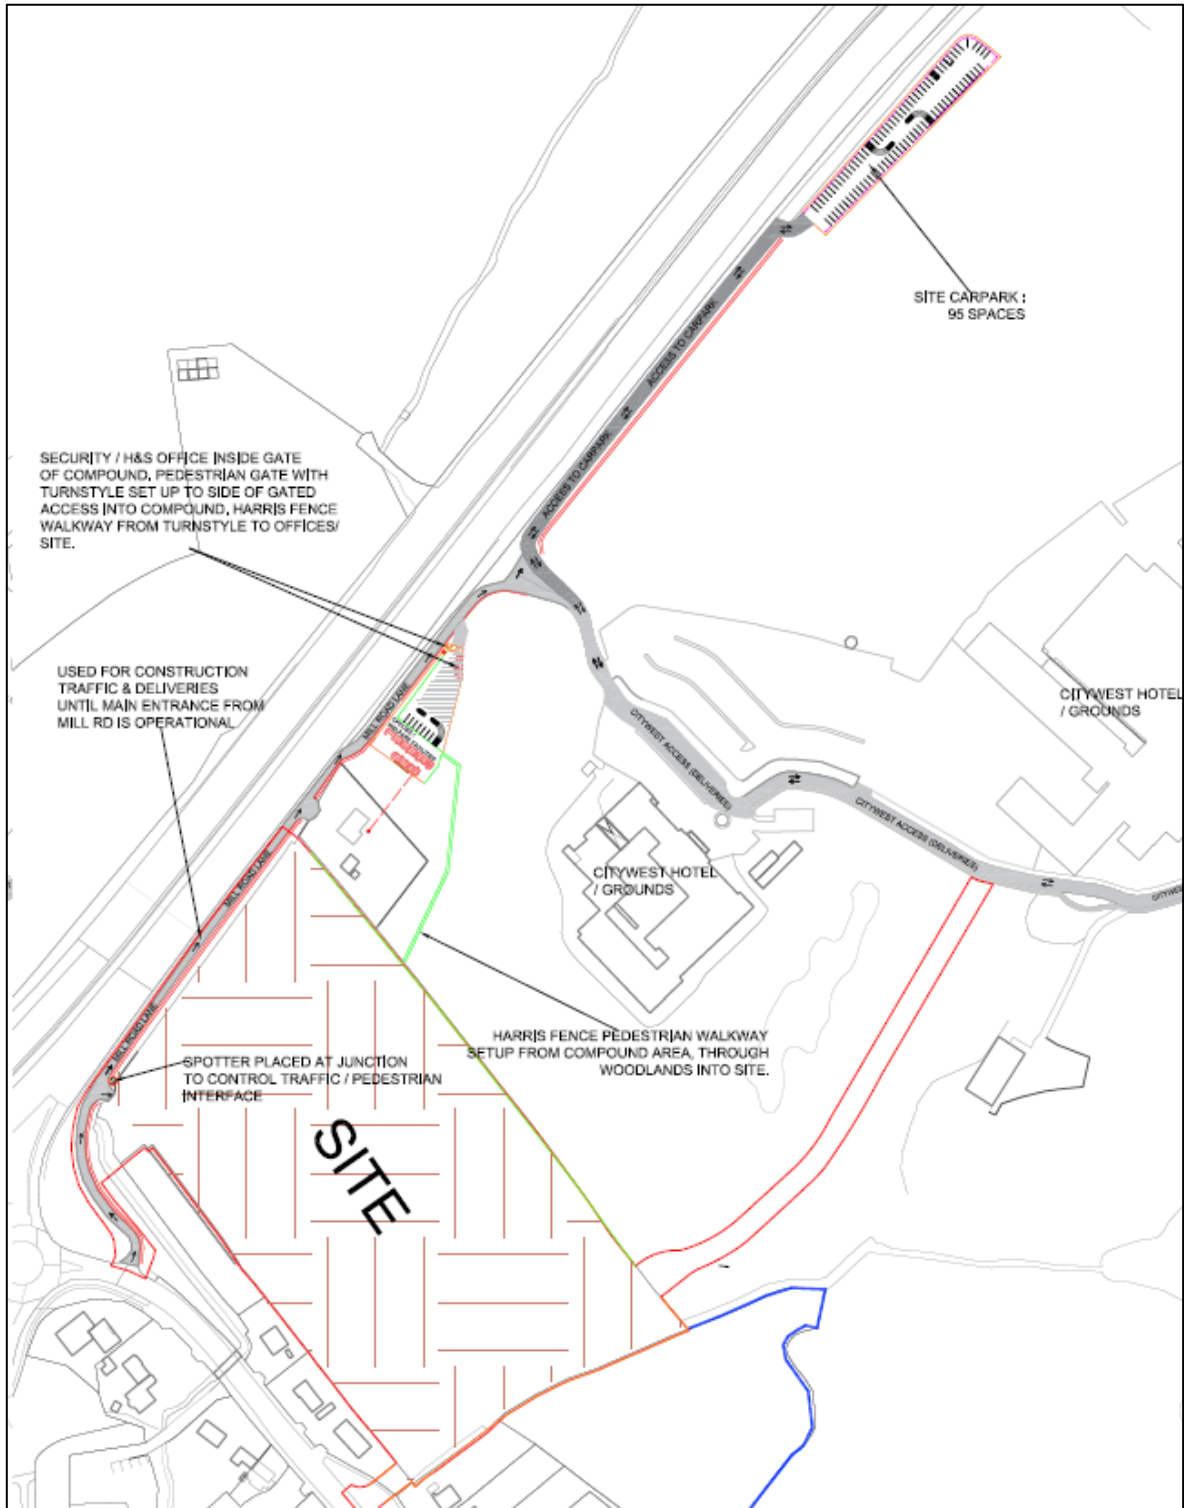 SITE CARPARK :
95 SPACES
ACCESS TO CARPARK
ACCESS TO CARPARK
SECURITY / H&S OFFICE INSIDE GATE
OF COMPOUND, PEDESTRIAN GATE WITH
TURNSTYLE SET UP TO SIDE OF GATED
ACCESS INTO COMPOUND, HARRIS FENCE
WALKWAY FROM TURNSTYLE TO OFFICES/
SITE.
USED FOR CONSTRUCTION
TRAFFIC & DELIVERIES
UNTIL MAIN ENTRANCE FROM
MILL RD IS OPERATIONAL
MILL ROAD LANE
CITYWEST HOTEL
/ GROUNDS
CITYWEST ACCESS (DELIVERIES)
CITYWEST ACCESS (DELIVERIES)
MILL ROAD LANE
CITYWEST HOTEL
/ GROUNDS
MILL ROAD LANE
HARRIS FENCE PEDESTRIAN WALKWAY
SETUP FROM COMPOUND AREA, THROUGH
WOODLANDS INTO SITE.
SPOTTER PLACED AT JUNCTION
TO CONTROL TRAFFIC / PEDESTRIAN
INTERFACE
SITE